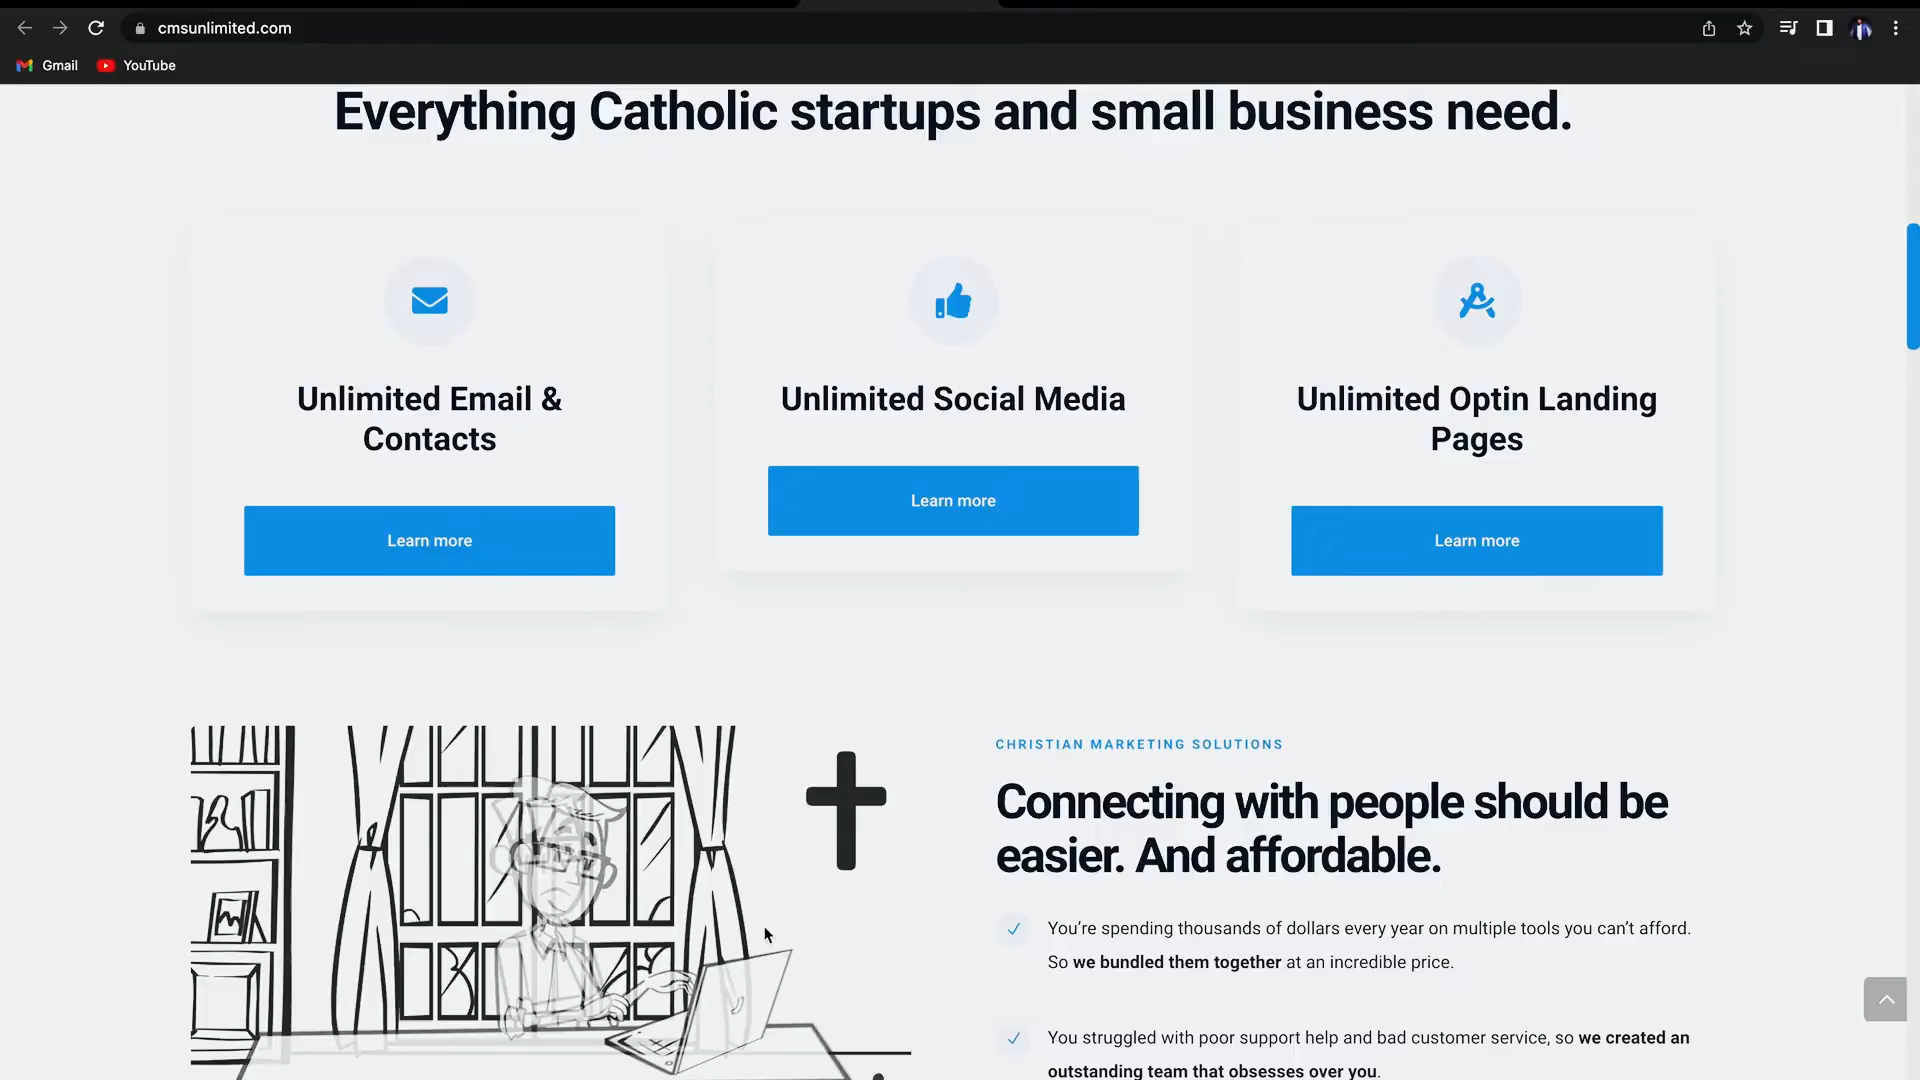 cmsunlimited.com
Gmail YouTube
Everything Catholic startups and small business need.
Unlimited Email &
Contacts
Learn more
Unlimited Social Media
Learn more
Unlimited Optin Landing
Pages
Learn more
CHRISTIAN MARKETING SOLUTIONS
Connecting with people should be
easier. And affordable.
You’re spending thousands of dollars every year on multiple tools you can’t afford.
So we bundled them together at an incredible price.
You struggled with poor support help and bad customer service, so we created an
outstanding team that obsesses over you.